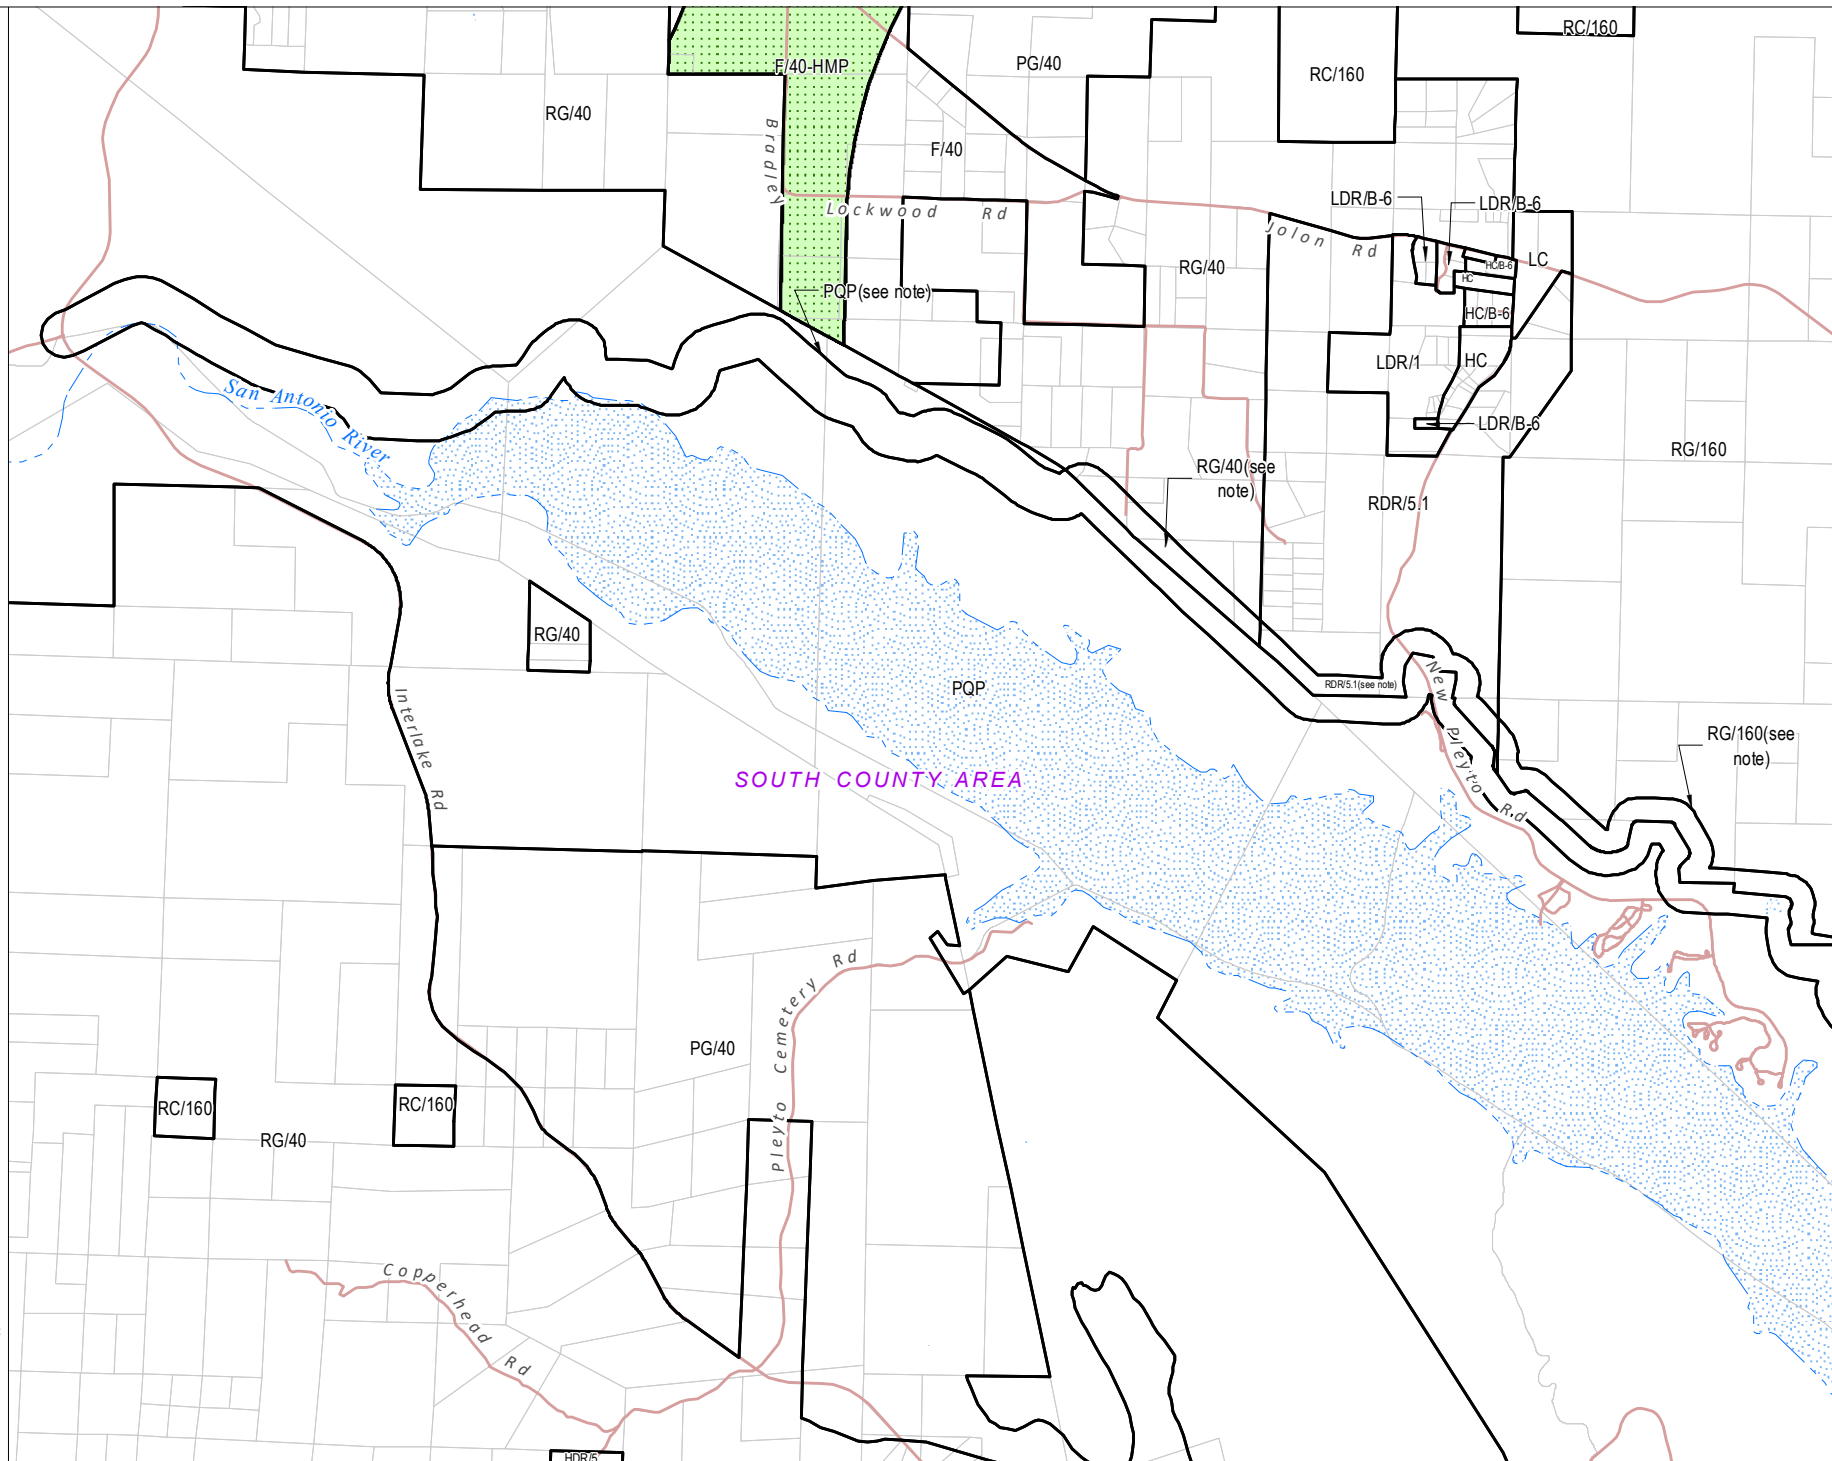 RC/160
PG/40
F/40-HMP
RC/160
RG/40
Bradley
F/40
LDR/B-6
LDR/B-6
Lockwood Rd
Jolon Rd
LC
HC/B-6
RG/40
HC
PQP(see note)
HC/B-6
LDR/1
HC
San Antonio River
LDR/B-6
RG/160
RG/40(see
note)
RDR/5.1
RG/40
PQP
RDR/5.1(see note)
New Pleyto Rd
Interlake Rd
RG/160(see
note)
SOUTH COUNTY AREA
Pleyto Cemetery Rd
PG/40
RC/160
RC/160
RG/40
Copperhead Rd
HDR/5